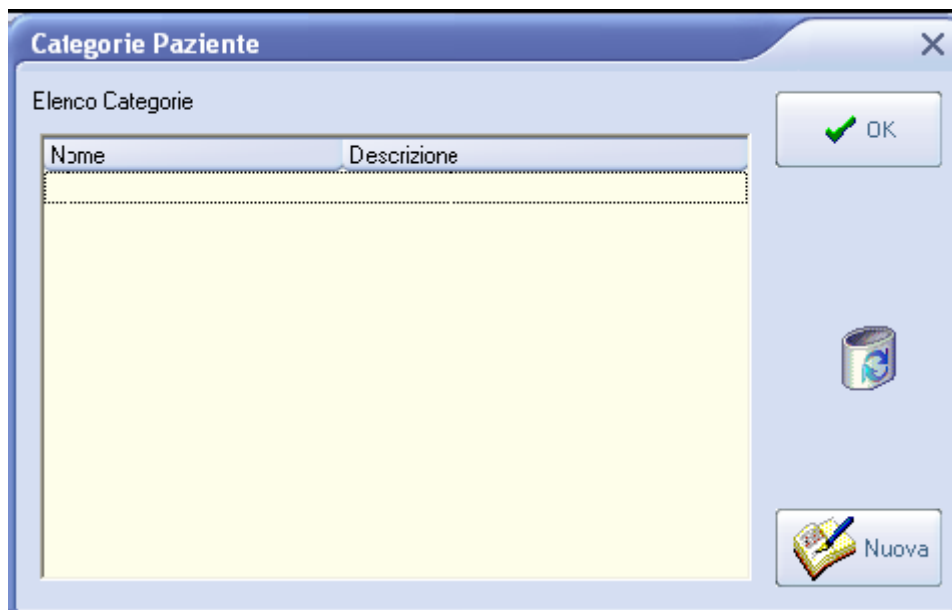 Categorie Paziente
Elenco Categorie
OK
Nome Descrizione
Nuova